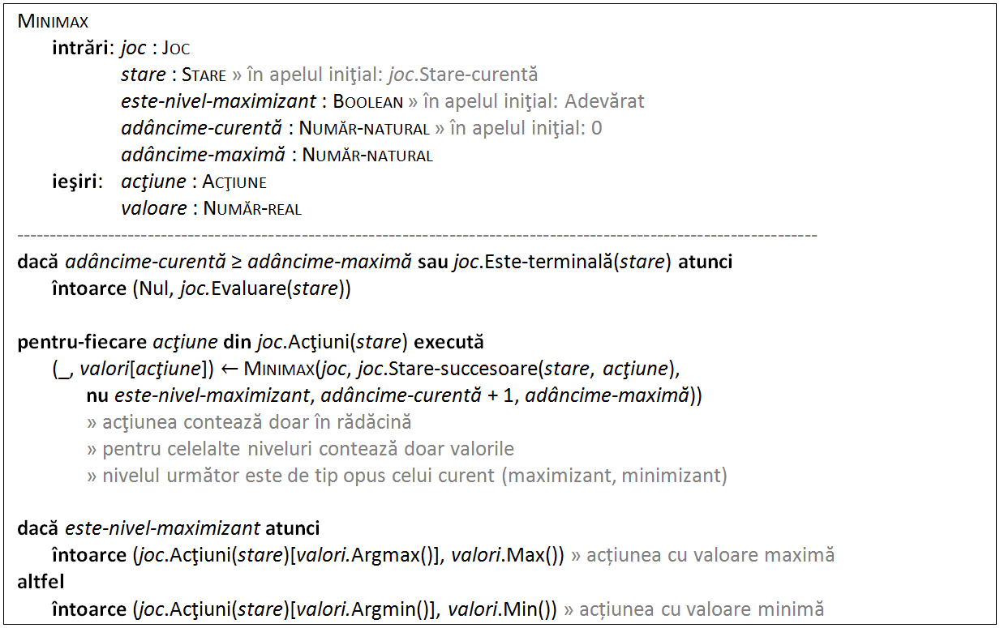 MINIMAX
intrări: joc : JOC
stare : STARE » în apelul iniţial: joc.Stare-curentă
este-nivel-maximizant : BOOLEAN » în apelul iniţial: Adevărat
adâncime-curentă : NUMĂR-NATURAL » în apelul iniţial: 0
adâncime-maximă : NUMĂR-NATURAL
ieşiri: acţiune : ACŢIUNE
valoare : NUMĂR-REAL
dacă adâncime-curentă ≥ adâncime-maximă sau joc.Este-terminală(stare) atunci
întoarce (Nul, joc.Evaluare(stare))
pentru-fiecare acţiune din joc.Acţiuni(stare) execută
(_, valori[acţiune]) ← MINIMAX(joc, joc.Stare-succesoare(stare, acţiune),
nu este-nivel-maximizant, adâncime-curentă + 1, adâncime-maximă))
» acţiunea contează doar în rădăcină
» pentru celelalte niveluri contează doar valorile
» nivelul următor este de tip opus celui curent (maximizant, minimizant)
dacă este-nivel-maximizant atunci
întoarce (joc.Acţiuni(stare)[valori.Argmax()], valori.Max()) » acțiunea cu valoare maximă
altfel
întoarce (joc.Acţiuni(stare)[valori.Argmin()], valori.Min()) » acțiunea cu valoare minimă